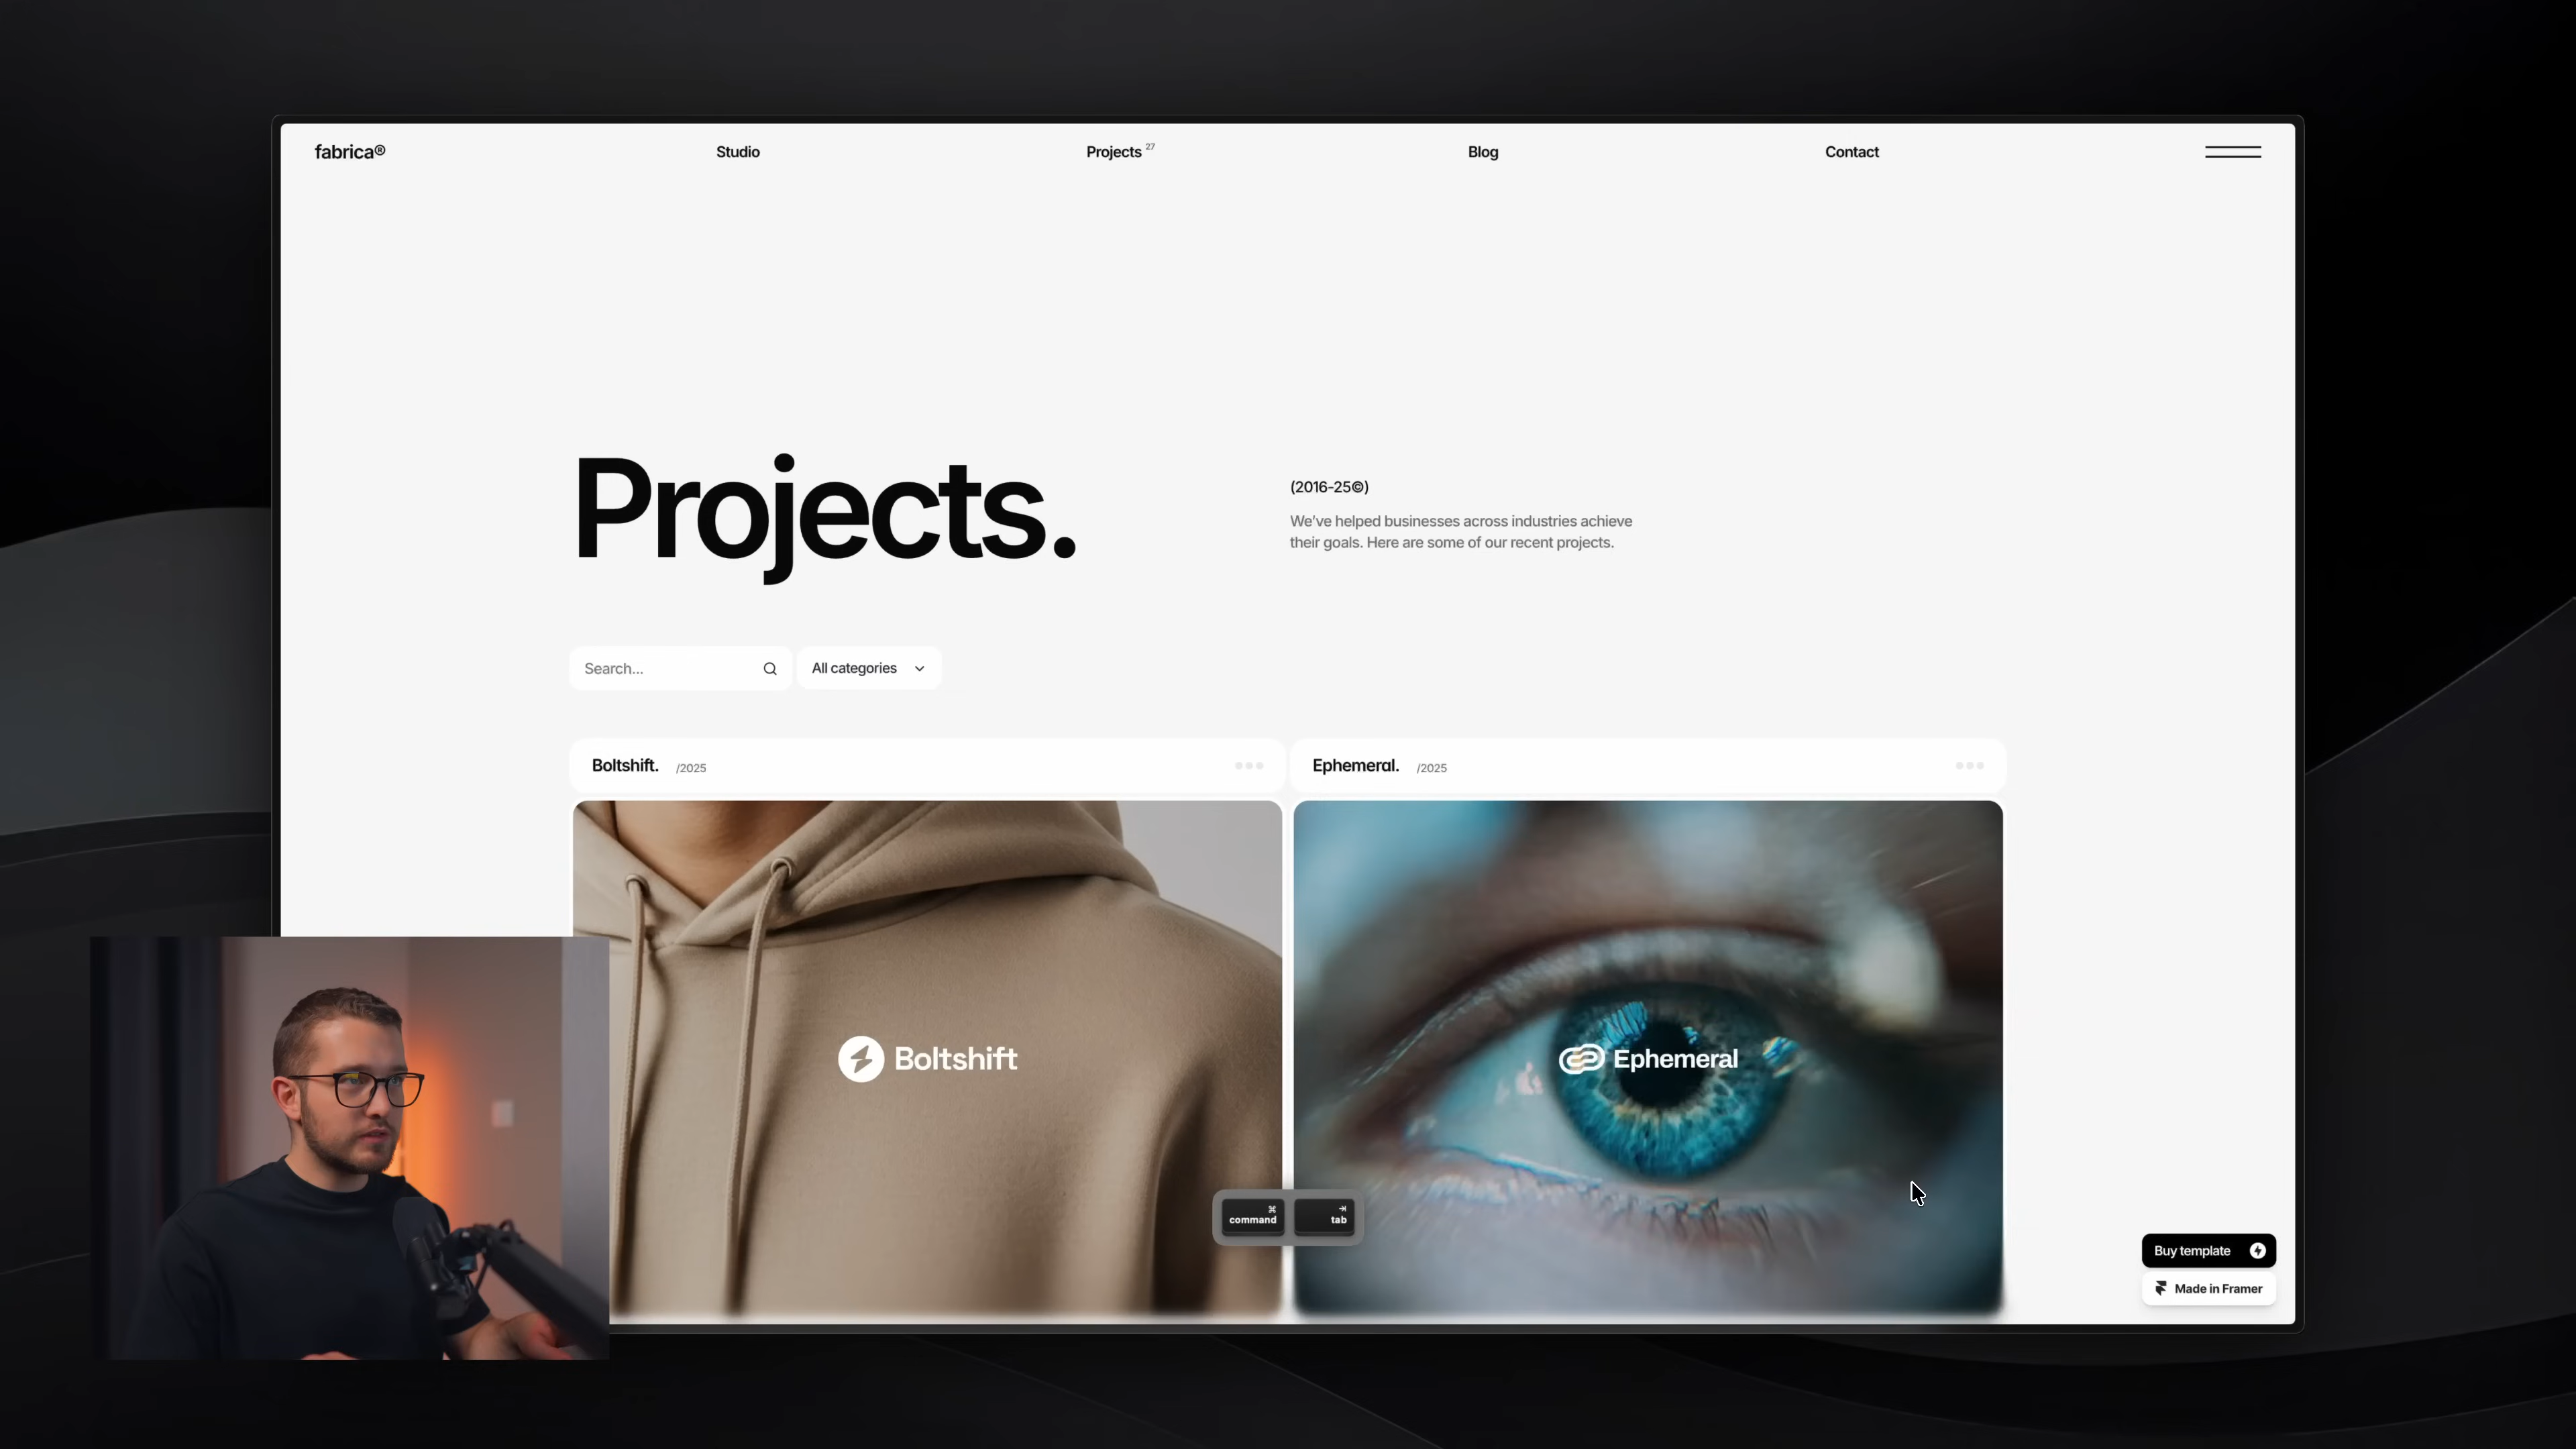 fabrica®
Studio
Projects 27
Blog
Contact
Projects.
(2016-25©)
We've helped businesses across industries achieve
their goals. Here are some of our recent projects.
Search...
All categories
Boltshift. /2025
Ephemeral. /2025
Boltshift
Ephemeral
⌘
command
⇥
tab
Buy template
Made in Framer